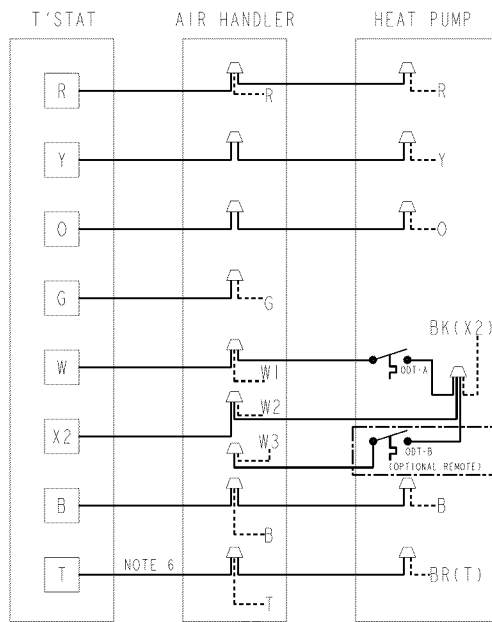 T'STAT AIR HANDLER HEAT PUMP
R R R
Y Y
O O
G G
BK(X2)
W W1 ODT-A
X2 W2
W3 ODT-B
(OPTIONAL REMOTE)
B B B
T NOTE 6 T BR(T)